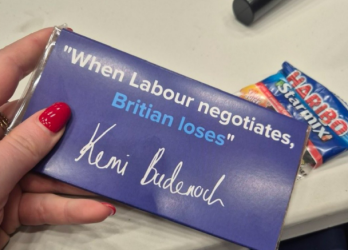 "When Labour negotiates,
Britian loses"
Kemi Badenoch
HARIBO
Starmix